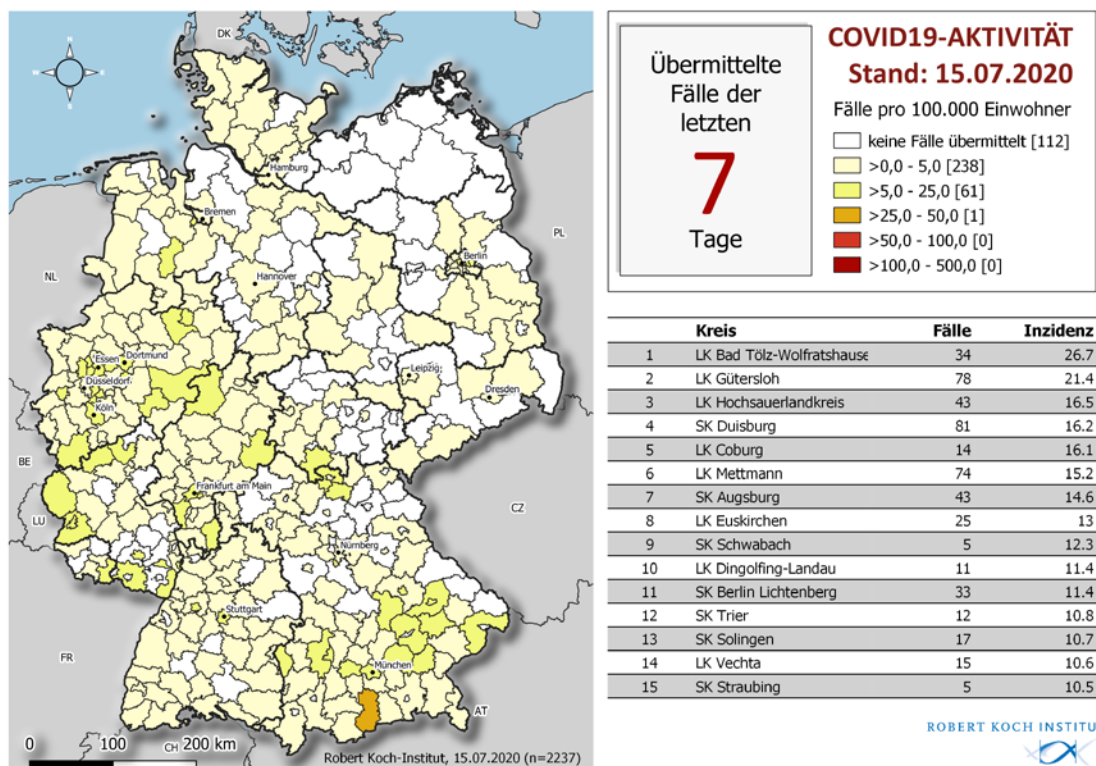 DK
PL
NL
BE
LU
FR
CZ
AT
CH
N
W
E
S
Hamburg
Bremen
Berlin
Hannover
Essen
Dortmund
Düsseldorf
Köln
Leipzig
Dresden
Frankfurt am Main
Nürnberg
Stuttgart
München
0 100 200 km
Robert Koch-Institut, 15.07.2020 (n=2237)
Übermittelte
Fälle der
letzten
7
Tage
COVID19-AKTIVITÄT
Stand: 15.07.2020
Fälle pro 100.000 Einwohner
keine Fälle übermittelt [112]
>0,0 - 5,0 [238]
>5,0 - 25,0 [61]
>25,0 - 50,0 [1]
>50,0 - 100,0 [0]
>100,0 - 500,0 [0]
Kreis Fälle Inzidenz
1 LK Bad Tölz-Wolfratshause 34 26.7
2 LK Gütersloh 78 21.4
3 LK Hochsauerlandkreis 43 16.5
4 SK Duisburg 81 16.2
5 LK Coburg 14 16.1
6 LK Mettmann 74 15.2
7 SK Augsburg 43 14.6
8 LK Euskirchen 25 13
9 SK Schwabach 5 12.3
10 LK Dingolfing-Landau 11 11.4
11 SK Berlin Lichtenberg 33 11.4
12 SK Trier 12 10.8
13 SK Solingen 17 10.7
14 LK Vechta 15 10.6
15 SK Straubing 5 10.5
ROBERT KOCH INSTITU